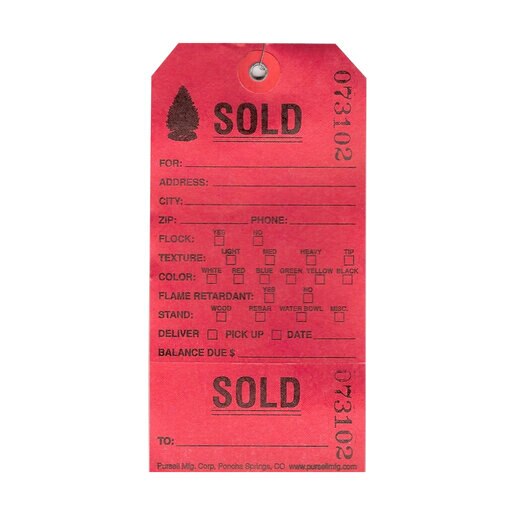 SOLD
073102
FOR:
ADDRESS:
CITY:
ZIP: PHONE:
FLOCK: YES NO
TEXTURE: LIGHT MED HEAVY TIP
COLOR: WHITE RED BLUE GREEN YELLOW BLACK
FLAME RETARDANT: YES NO
STAND: WOOD REBAR WATER BOWL MISC.
DELIVER PICK UP DATE
BALANCE DUE $
SOLD
073102
TO:
Pursell Mfg. Corp. Poncha Springs, CO www.pursellmfg.com